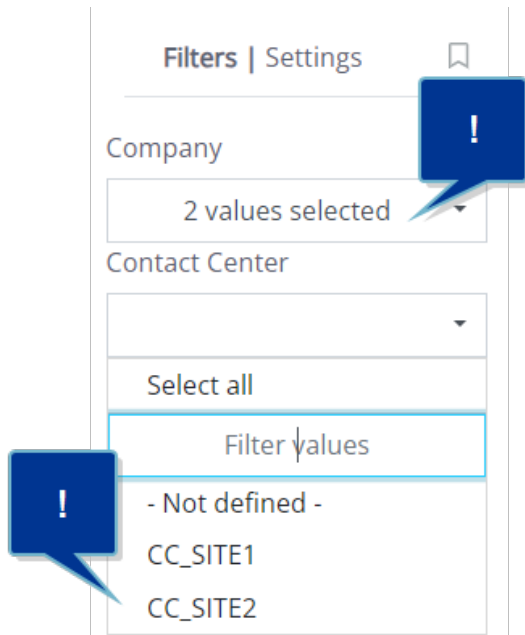 Filters | Settings
!
Company
2 values selected
Contact Center
Select all
Filter values
!
- Not defined -
CC_SITE1
CC_SITE2